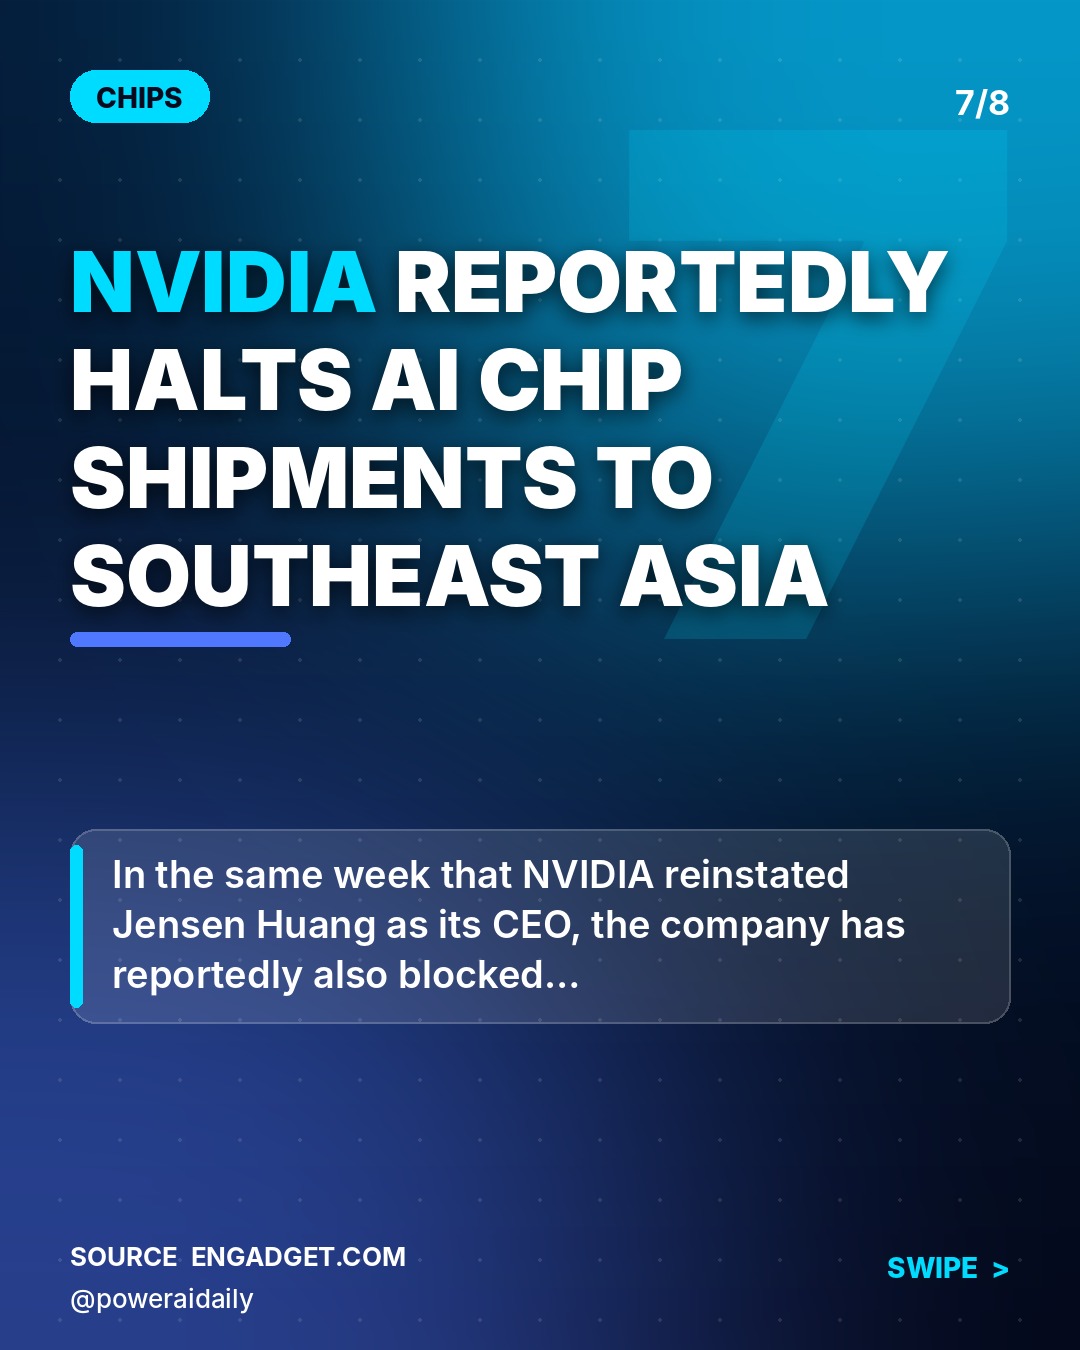 CHIPS
7/8
7
NVIDIA REPORTEDLY
HALTS AI CHIP
SHIPMENTS TO
SOUTHEAST ASIA
In the same week that NVIDIA reinstated
Jensen Huang as its CEO, the company has
reportedly also blocked...
SOURCE ENGADGET.COM
@poweraidaily
SWIPE >